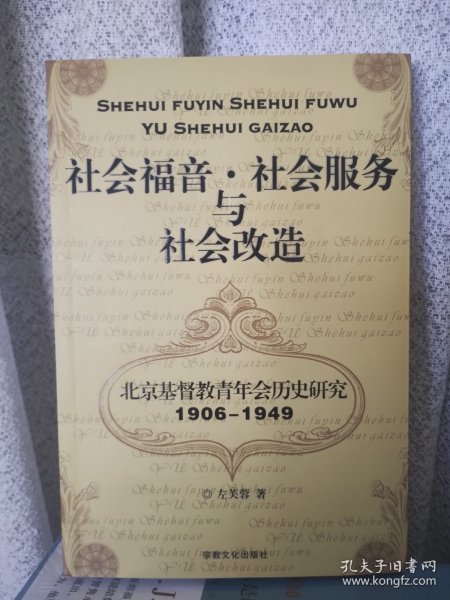 SHEHUI FUYIN SHEHUI FUWU
YU SHEHUI GAIZAO
社会福音·社会服务
与
社会改造
北京基督教青年会历史研究
1906-1949
◎ 左芙蓉 著
宗教文化出版社
孔夫子旧书网
www.kongfz.com